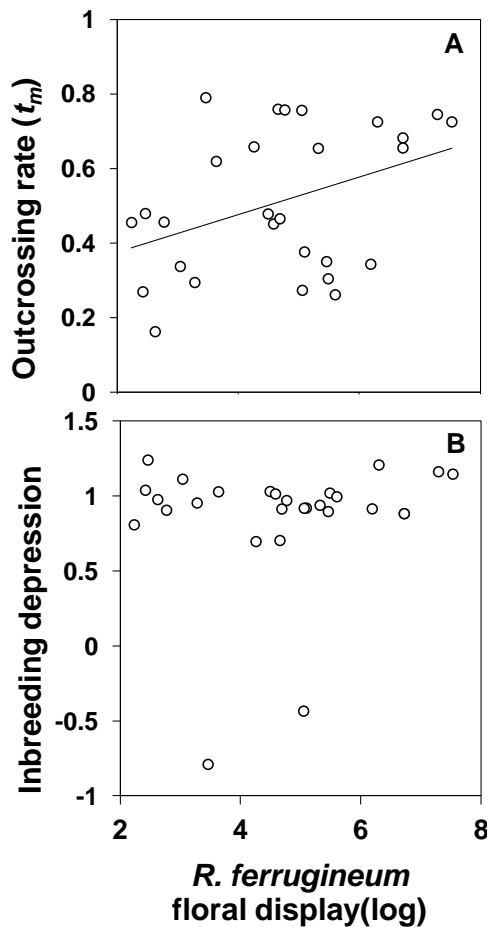 A
Outcrossing rate (tm)
1
0.8
0.6
0.4
0.2
0
B
Inbreeding depression
1.5
1
0.5
0
-0.5
-1
2 4 6 8
R. ferrugineum
floral display(log)